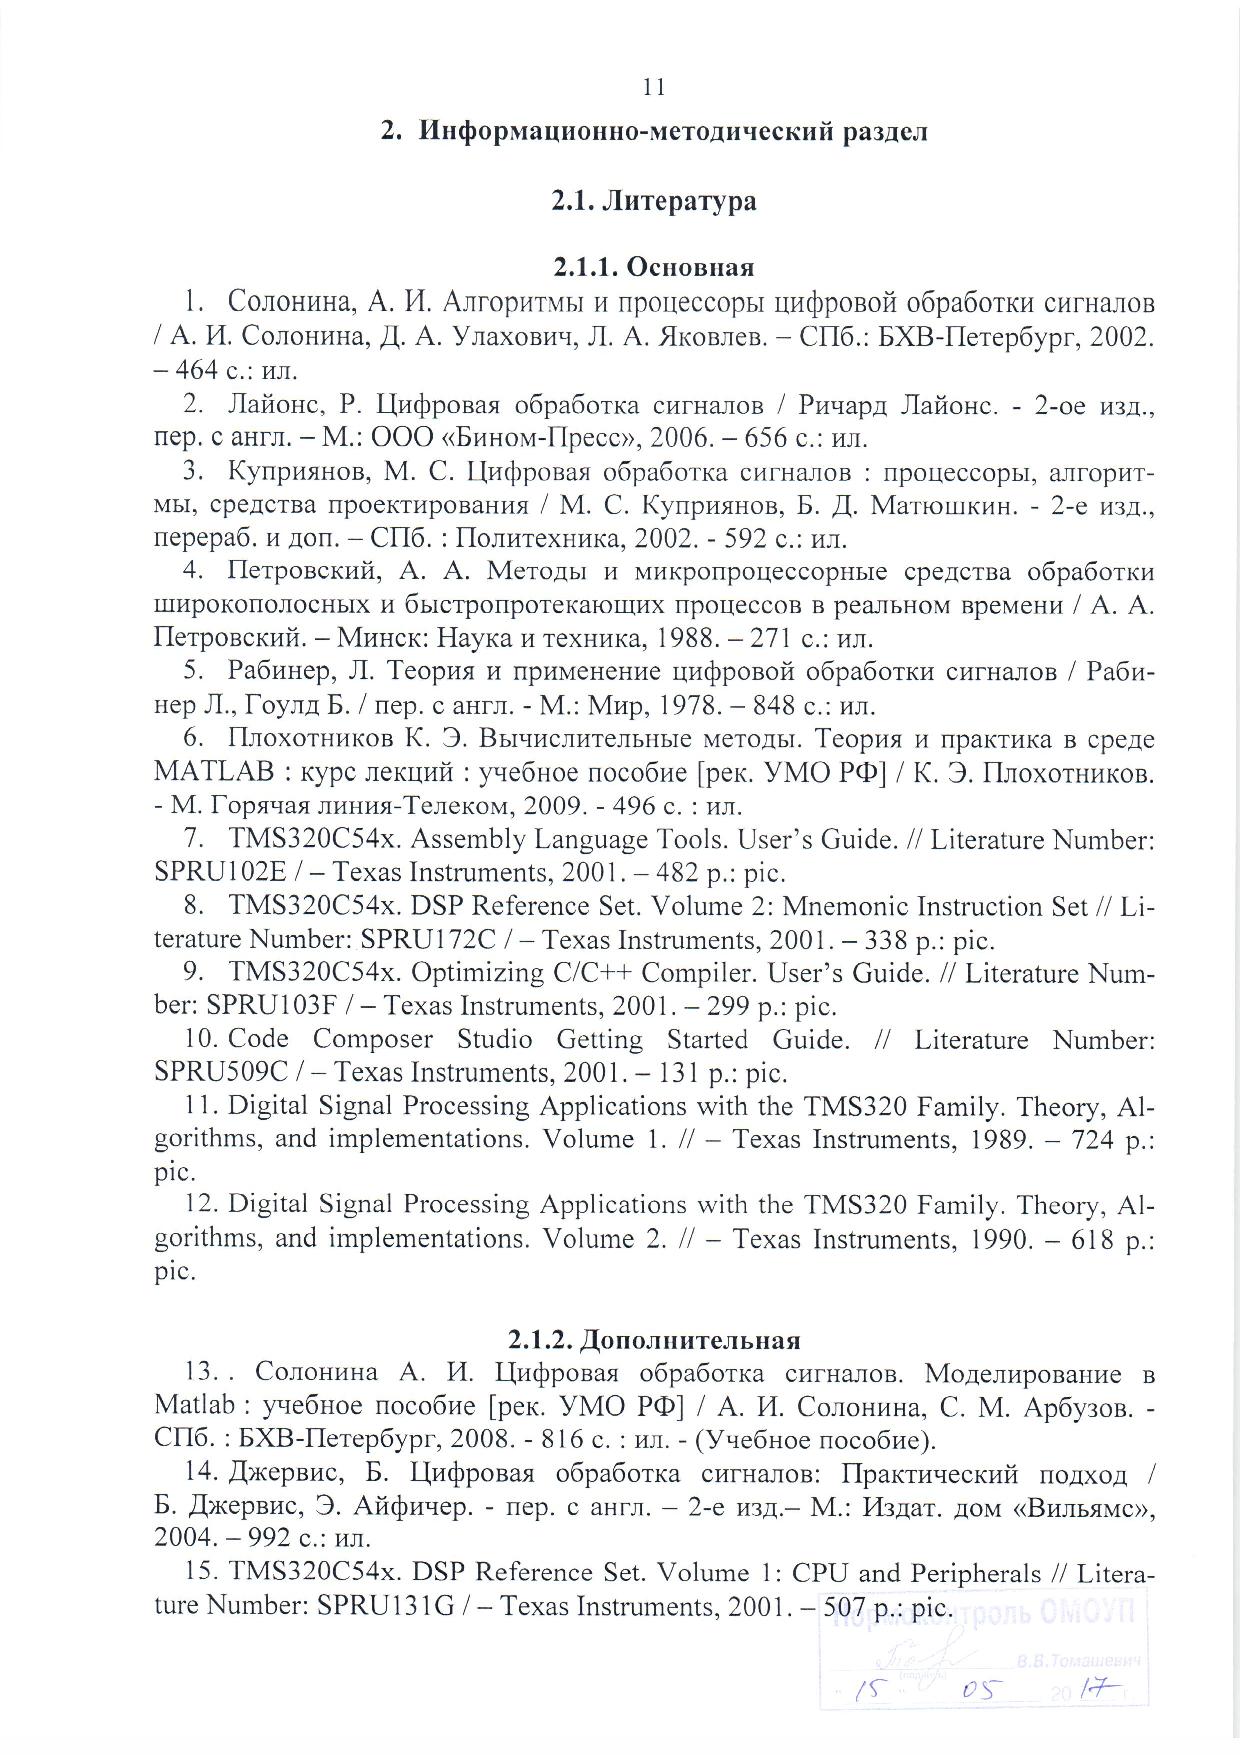 11
2. Информационно-методический раздел
2.1. Литература
2.1.1. Основная
1. Солонина, А. И. Алгоритмы и процессоры цифровой обработки сигналов
/ А. И. Солонина, Д. А. Улахович, Л. А. Яковлев. – СПб.: БХВ-Петербург, 2002.
– 464 с.: ил.
2. Лайонс, Р. Цифровая обработка сигналов / Ричард Лайонс. - 2-ое изд.,
пер. с англ. – М.: ООО «Бином-Пресс», 2006. – 656 с.: ил.
3. Куприянов, М. С. Цифровая обработка сигналов : процессоры, алгорит-
мы, средства проектирования / М. С. Куприянов, Б. Д. Матюшкин. - 2-е изд.,
перераб. и доп. – СПб. : Политехника, 2002. - 592 с.: ил.
4. Петровский, А. А. Методы и микропроцессорные средства обработки
широкополосных и быстропротекающих процессов в реальном времени / А. А.
Петровский. – Минск: Наука и техника, 1988. – 271 с.: ил.
5. Рабинер, Л. Теория и применение цифровой обработки сигналов / Раби-
нер Л., Гоулд Б. / пер. с англ. - М.: Мир, 1978. – 848 с.: ил.
6. Плохотников К. Э. Вычислительные методы. Теория и практика в среде
MATLAB : курс лекций : учебное пособие [рек. УМО РФ] / К. Э. Плохотников.
- М. Горячая линия-Телеком, 2009. - 496 с. : ил.
7. TMS320C54x. Assembly Language Tools. User’s Guide. // Literature Number:
SPRU102E / – Texas Instruments, 2001. – 482 p.: pic.
8. TMS320C54x. DSP Reference Set. Volume 2: Mnemonic Instruction Set // Li-
terature Number: SPRU172C / – Texas Instruments, 2001. – 338 p.: pic.
9. TMS320C54x. Optimizing C/C++ Compiler. User’s Guide. // Literature Num-
ber: SPRU103F / – Texas Instruments, 2001. – 299 p.: pic.
10. Code Composer Studio Getting Started Guide. // Literature Number:
SPRU509C / – Texas Instruments, 2001. – 131 p.: pic.
11. Digital Signal Processing Applications with the TMS320 Family. Theory, Al-
gorithms, and implementations. Volume 1. // – Texas Instruments, 1989. – 724 p.:
pic.
12. Digital Signal Processing Applications with the TMS320 Family. Theory, Al-
gorithms, and implementations. Volume 2. // – Texas Instruments, 1990. – 618 p.:
pic.
2.1.2. Дополнительная
13. . Солонина А. И. Цифровая обработка сигналов. Моделирование в
Matlab : учебное пособие [рек. УМО РФ] / А. И. Солонина, С. М. Арбузов. -
СПб. : БХВ-Петербург, 2008. - 816 с. : ил. - (Учебное пособие).
14. Джервис, Б. Цифровая обработка сигналов: Практический подход /
Б. Джервис, Э. Айфичер. - пер. с англ. – 2-е изд.– М.: Издат. дом «Вильямс»,
2004. – 992 с.: ил.
15. TMS320C54x. DSP Reference Set. Volume 1: CPU and Peripherals // Litera-
ture Number: SPRU131G / – Texas Instruments, 2001. – 507 p.: pic.
Нормоконтроль ОМОУП
В.В.Томашевич
(подпись)
" 15 " 05 2017 г.